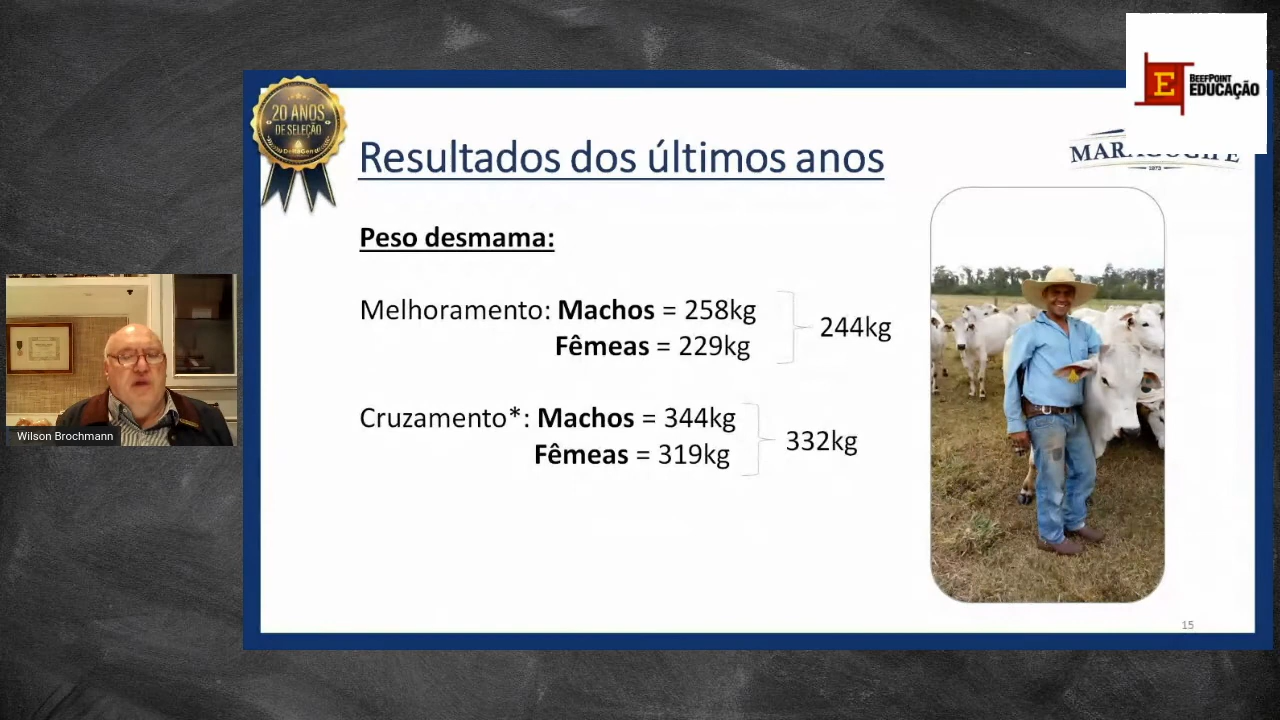 BEEFPOINT
EDUCAÇÃO
20 ANOS
DE SELEÇÃO
DeltaGen
Resultados dos últimos anos
Peso desmama:
Melhoramento: Machos = 258kg
Fêmeas = 229kg
244kg
Cruzamento*: Machos = 344kg
Fêmeas = 319kg
332kg
Wilson Brochmann
15